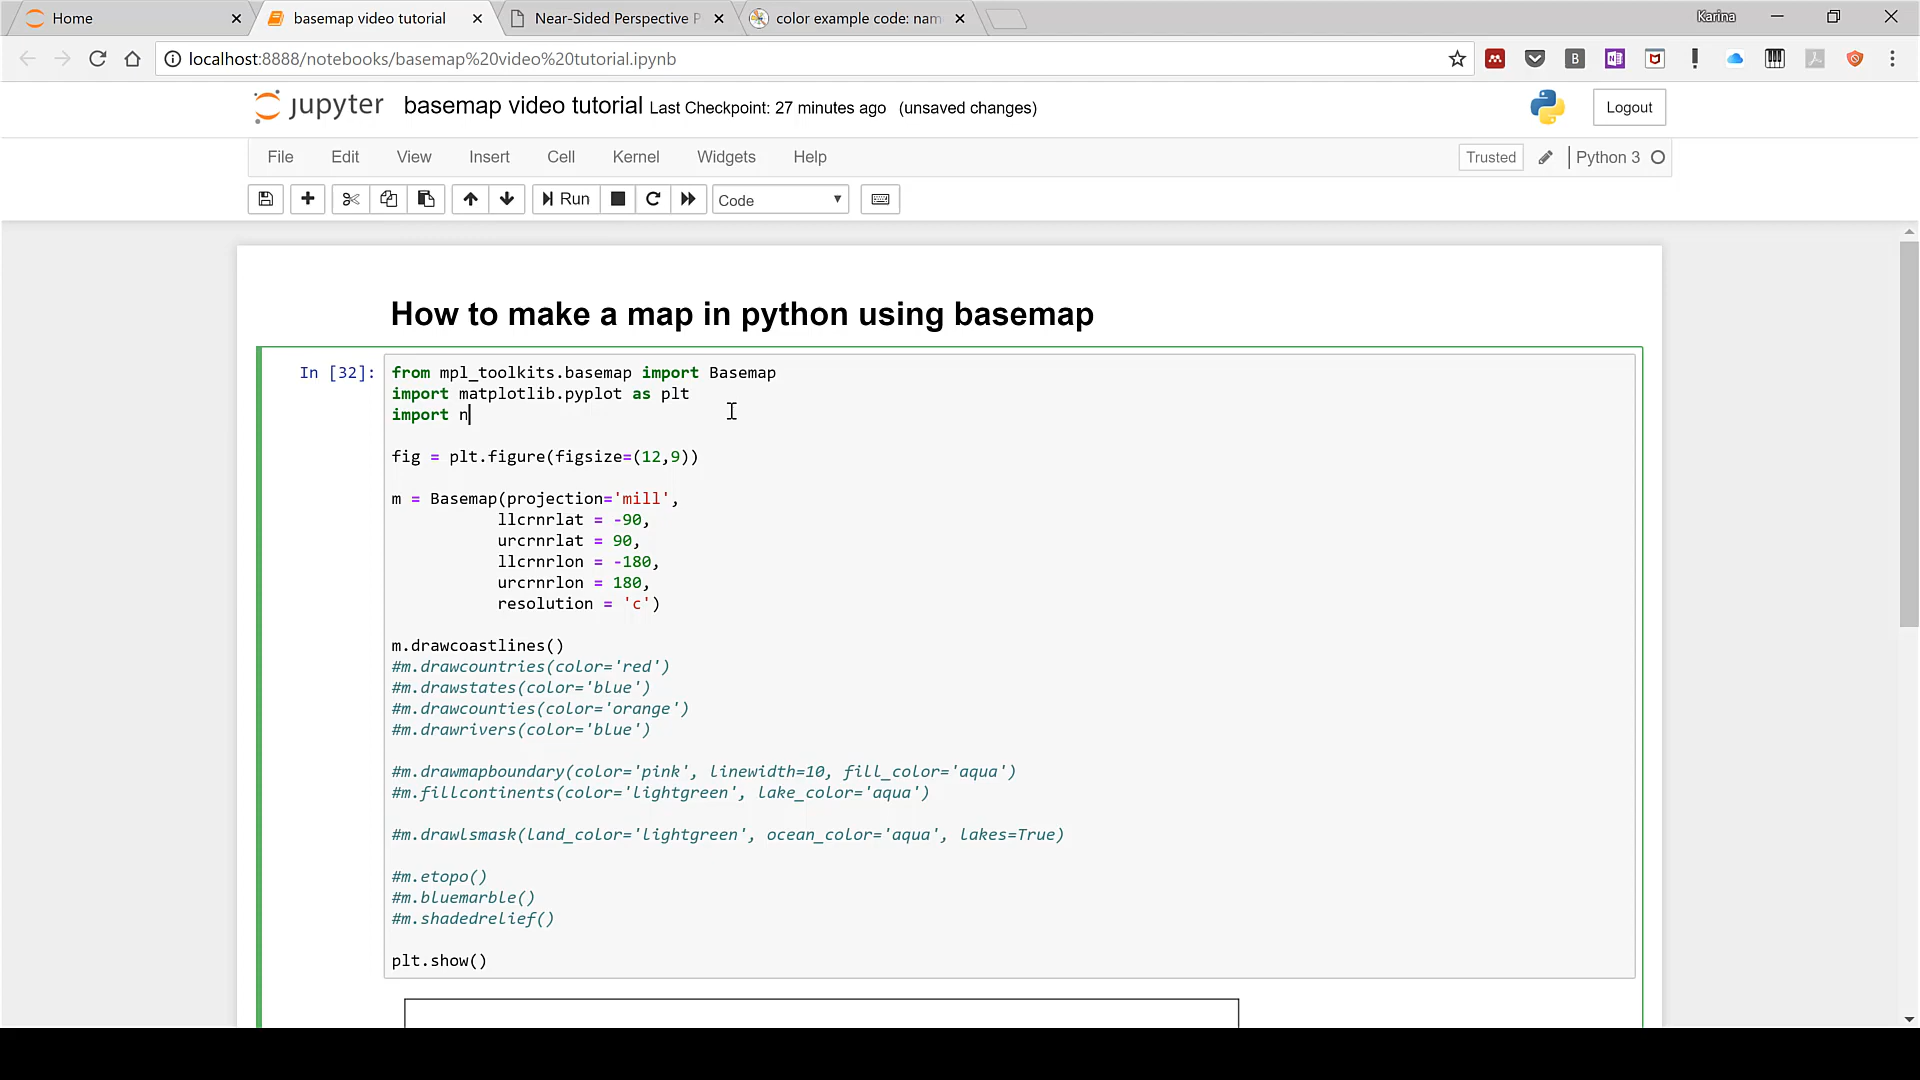 Home
basemap video tutorial
Near-Sided Perspective P
color example code: nam
Karina
localhost:8888/notebooks/basemap%20video%20tutorial.ipynb
jupyter basemap video tutorial Last Checkpoint: 27 minutes ago (unsaved changes)
Logout
File Edit View Insert Cell Kernel Widgets Help
Trusted
Python 3
Run
Code
How to make a map in python using basemap
In [32]:
from mpl_toolkits.basemap import Basemap
import matplotlib.pyplot as plt
import n
fig = plt.figure(figsize=(12,9))
m = Basemap(projection='mill',
llcrnrlat = -90,
urcrnrlat = 90,
llcrnrlon = -180,
urcrnrlon = 180,
resolution = 'c')
m.drawcoastlines()
#m.drawcountries(color='red')
#m.drawstates(color='blue')
#m.drawcounties(color='orange')
#m.drawrivers(color='blue')
#m.drawmapboundary(color='pink', linewidth=10, fill_color='aqua')
#m.fillcontinents(color='lightgreen', lake_color='aqua')
#m.drawlsmask(land_color='lightgreen', ocean_color='aqua', lakes=True)
#m.etopo()
#m.bluemarble()
#m.shadedrelief()
plt.show()